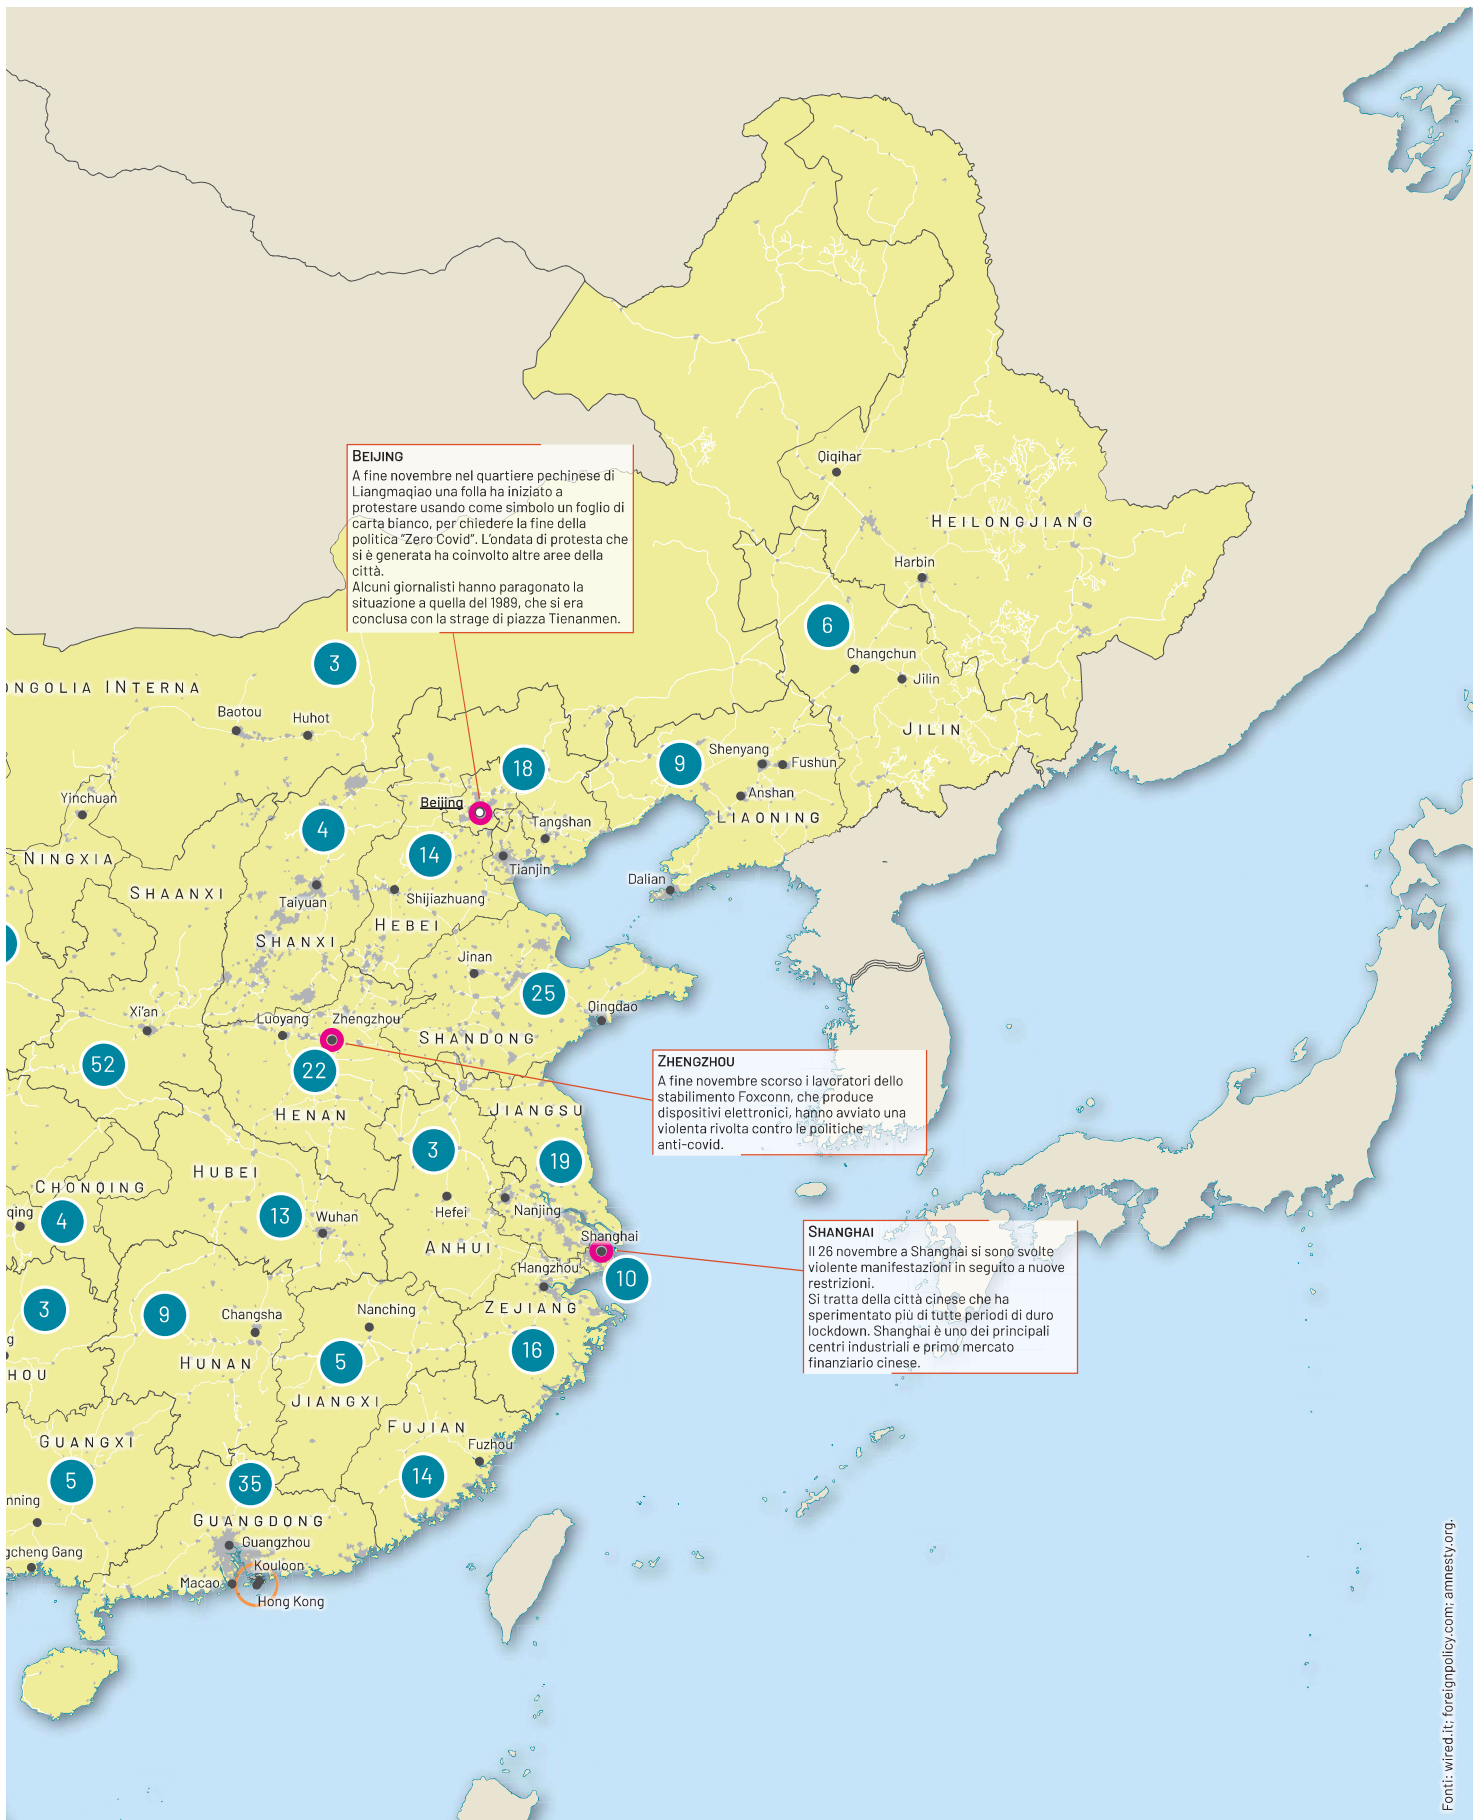 BEIJING
A fine novembre nel quartiere pechinese di
Liangmaqiao una folla ha iniziato a
protestare usando come simbolo un foglio di
carta bianco, per chiedere la fine della
politica “Zero Covid”. L’ondata di protesta che
si è generata ha coinvolto altre aree della
città.
Alcuni giornalisti hanno paragonato la
situazione a quella del 1989, che si era
conclusa con la strage di piazza Tienanmen.
Qiqihar
HEILONGJIANG
Harbin
6
Changchun
Jilin
JILIN
3
ONGOLIA INTERNA
Baotou
Huhot
18
9
Shenyang
Fushun
Anshan
LIAONING
Yinchuan
Beijing
4
14
Tangshan
Tianjin
NINGXIA
SHAANXI
Taiyuan
Shijiazhuang
Dalian
HEBEI
SHANXI
Jinan
25
Qingdao
Xi’an
Luoyang
Zhengzhou
SHANDONG
52
22
HENAN
ZHENGZHOU
A fine novembre scorso i lavoratori dello
stabilimento Foxconn, che produce
dispositivi elettronici, hanno avviato una
violenta rivolta contro le politiche
anti-covid.
JIANGSU
3
19
HUBEI
CHONQING
qing
4
13
Wuhan
Hefei
Nanjing
ANHUI
Shanghai
10
Hangzhou
SHANGHAI
Il 26 novembre a Shanghai si sono svolte
violente manifestazioni in seguito a nuove
restrizioni.
Si tratta della città cinese che ha
sperimentato più di tutte periodi di duro
lockdown. Shanghai è uno dei principali
centri industriali e primo mercato
finanziario cinese.
3
9
Changsha
Nanching
ZEJIANG
16
g
HOU
HUNAN
5
JIANGXI
GUANGXI
FUJIAN
Fuzhou
5
35
14
nning
GUANGDONG
Guangzhou
gcheng Gang
Kouloon
Macao
Hong Kong
Fonti: wired.it; foreignpolicy.com; amnesty.org.